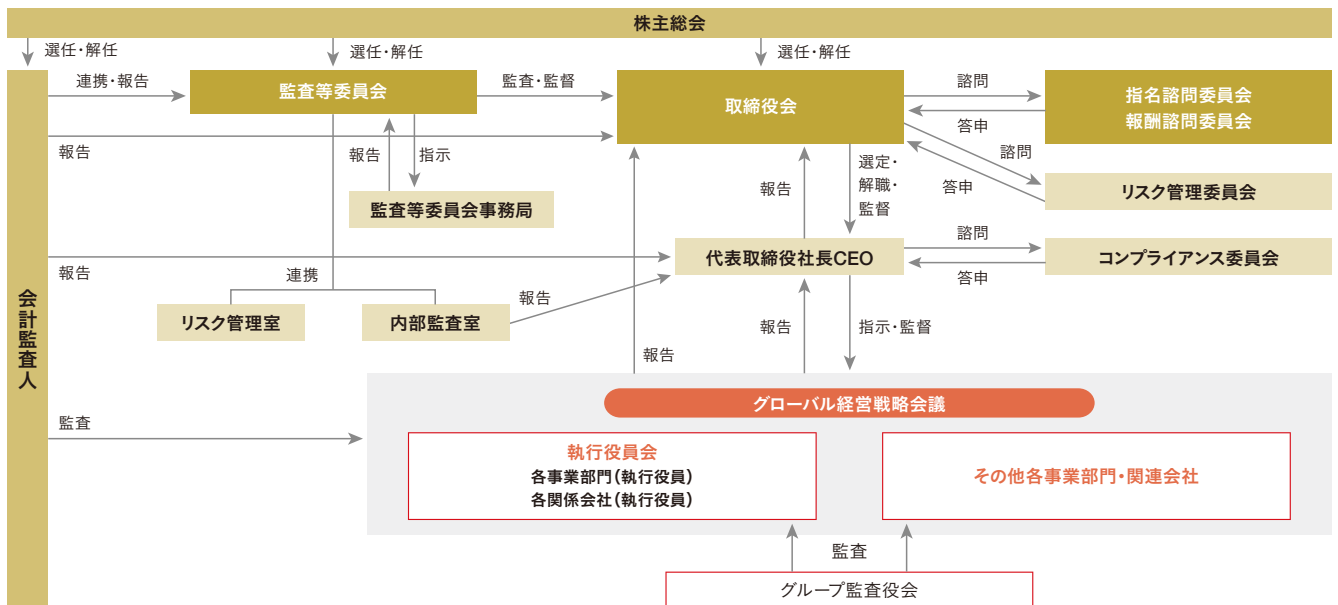 株主総会
選任・解任
選任・解任
選任・解任
連携・報告
監査等委員会
監査・監督
取締役会
諮問
答申
指名諮問委員会
報酬諮問委員会
報告
報告
指示
選定・
解職・
監督
報告
諮問
答申
リスク管理委員会
監査等委員会事務局
代表取締役社長CEO
諮問
答申
コンプライアンス委員会
報告
連携
リスク管理室
内部監査室
報告
会計監査人
報告
報告
指示・監督
監査
グローバル経営戦略会議
執行役員会
各事業部門(執行役員)
各関係会社(執行役員)
その他各事業部門・関連会社
監査
グループ監査役会